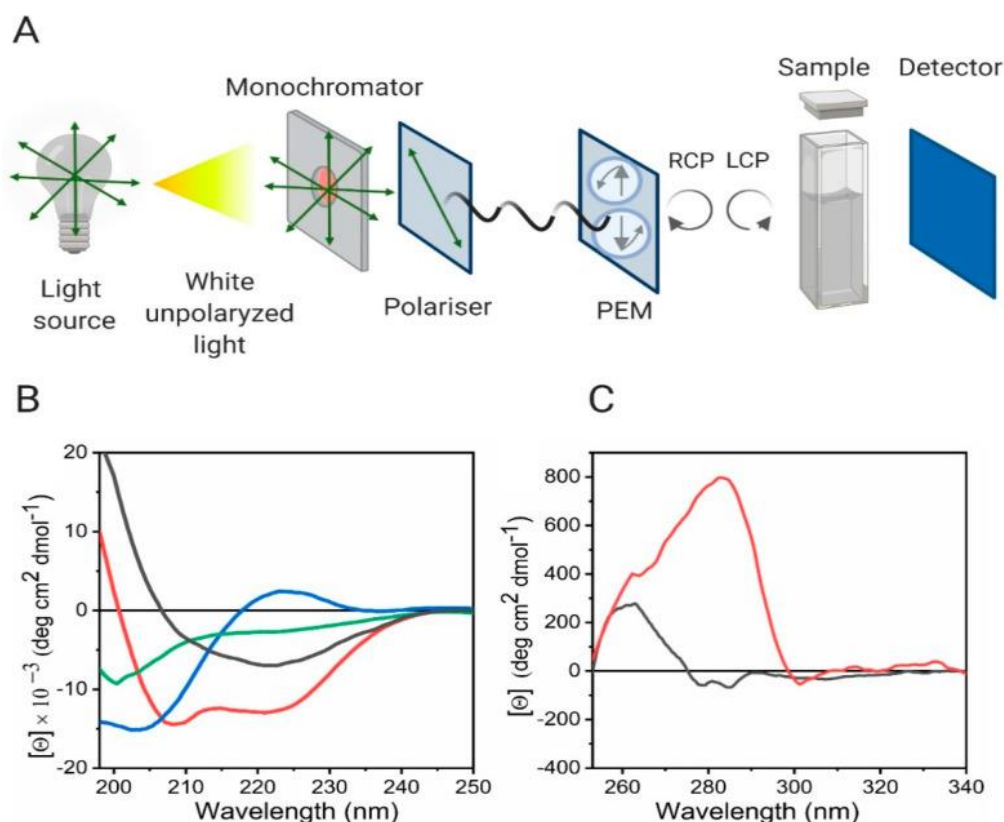 A
Sample Detector
Monochromator
RCP LCP
Light
source
White
unpolaryzed
light
Polariser
PEM
B
C
[Θ] × 10⁻³ (deg cm² dmol⁻¹)
20
10
0
-10
-20
200 210 220 230 240 250
Wavelength (nm)
[Θ] (deg cm² dmol⁻¹)
800
600
400
200
0
-200
-400
260 280 300 320 340
Wavelength (nm)